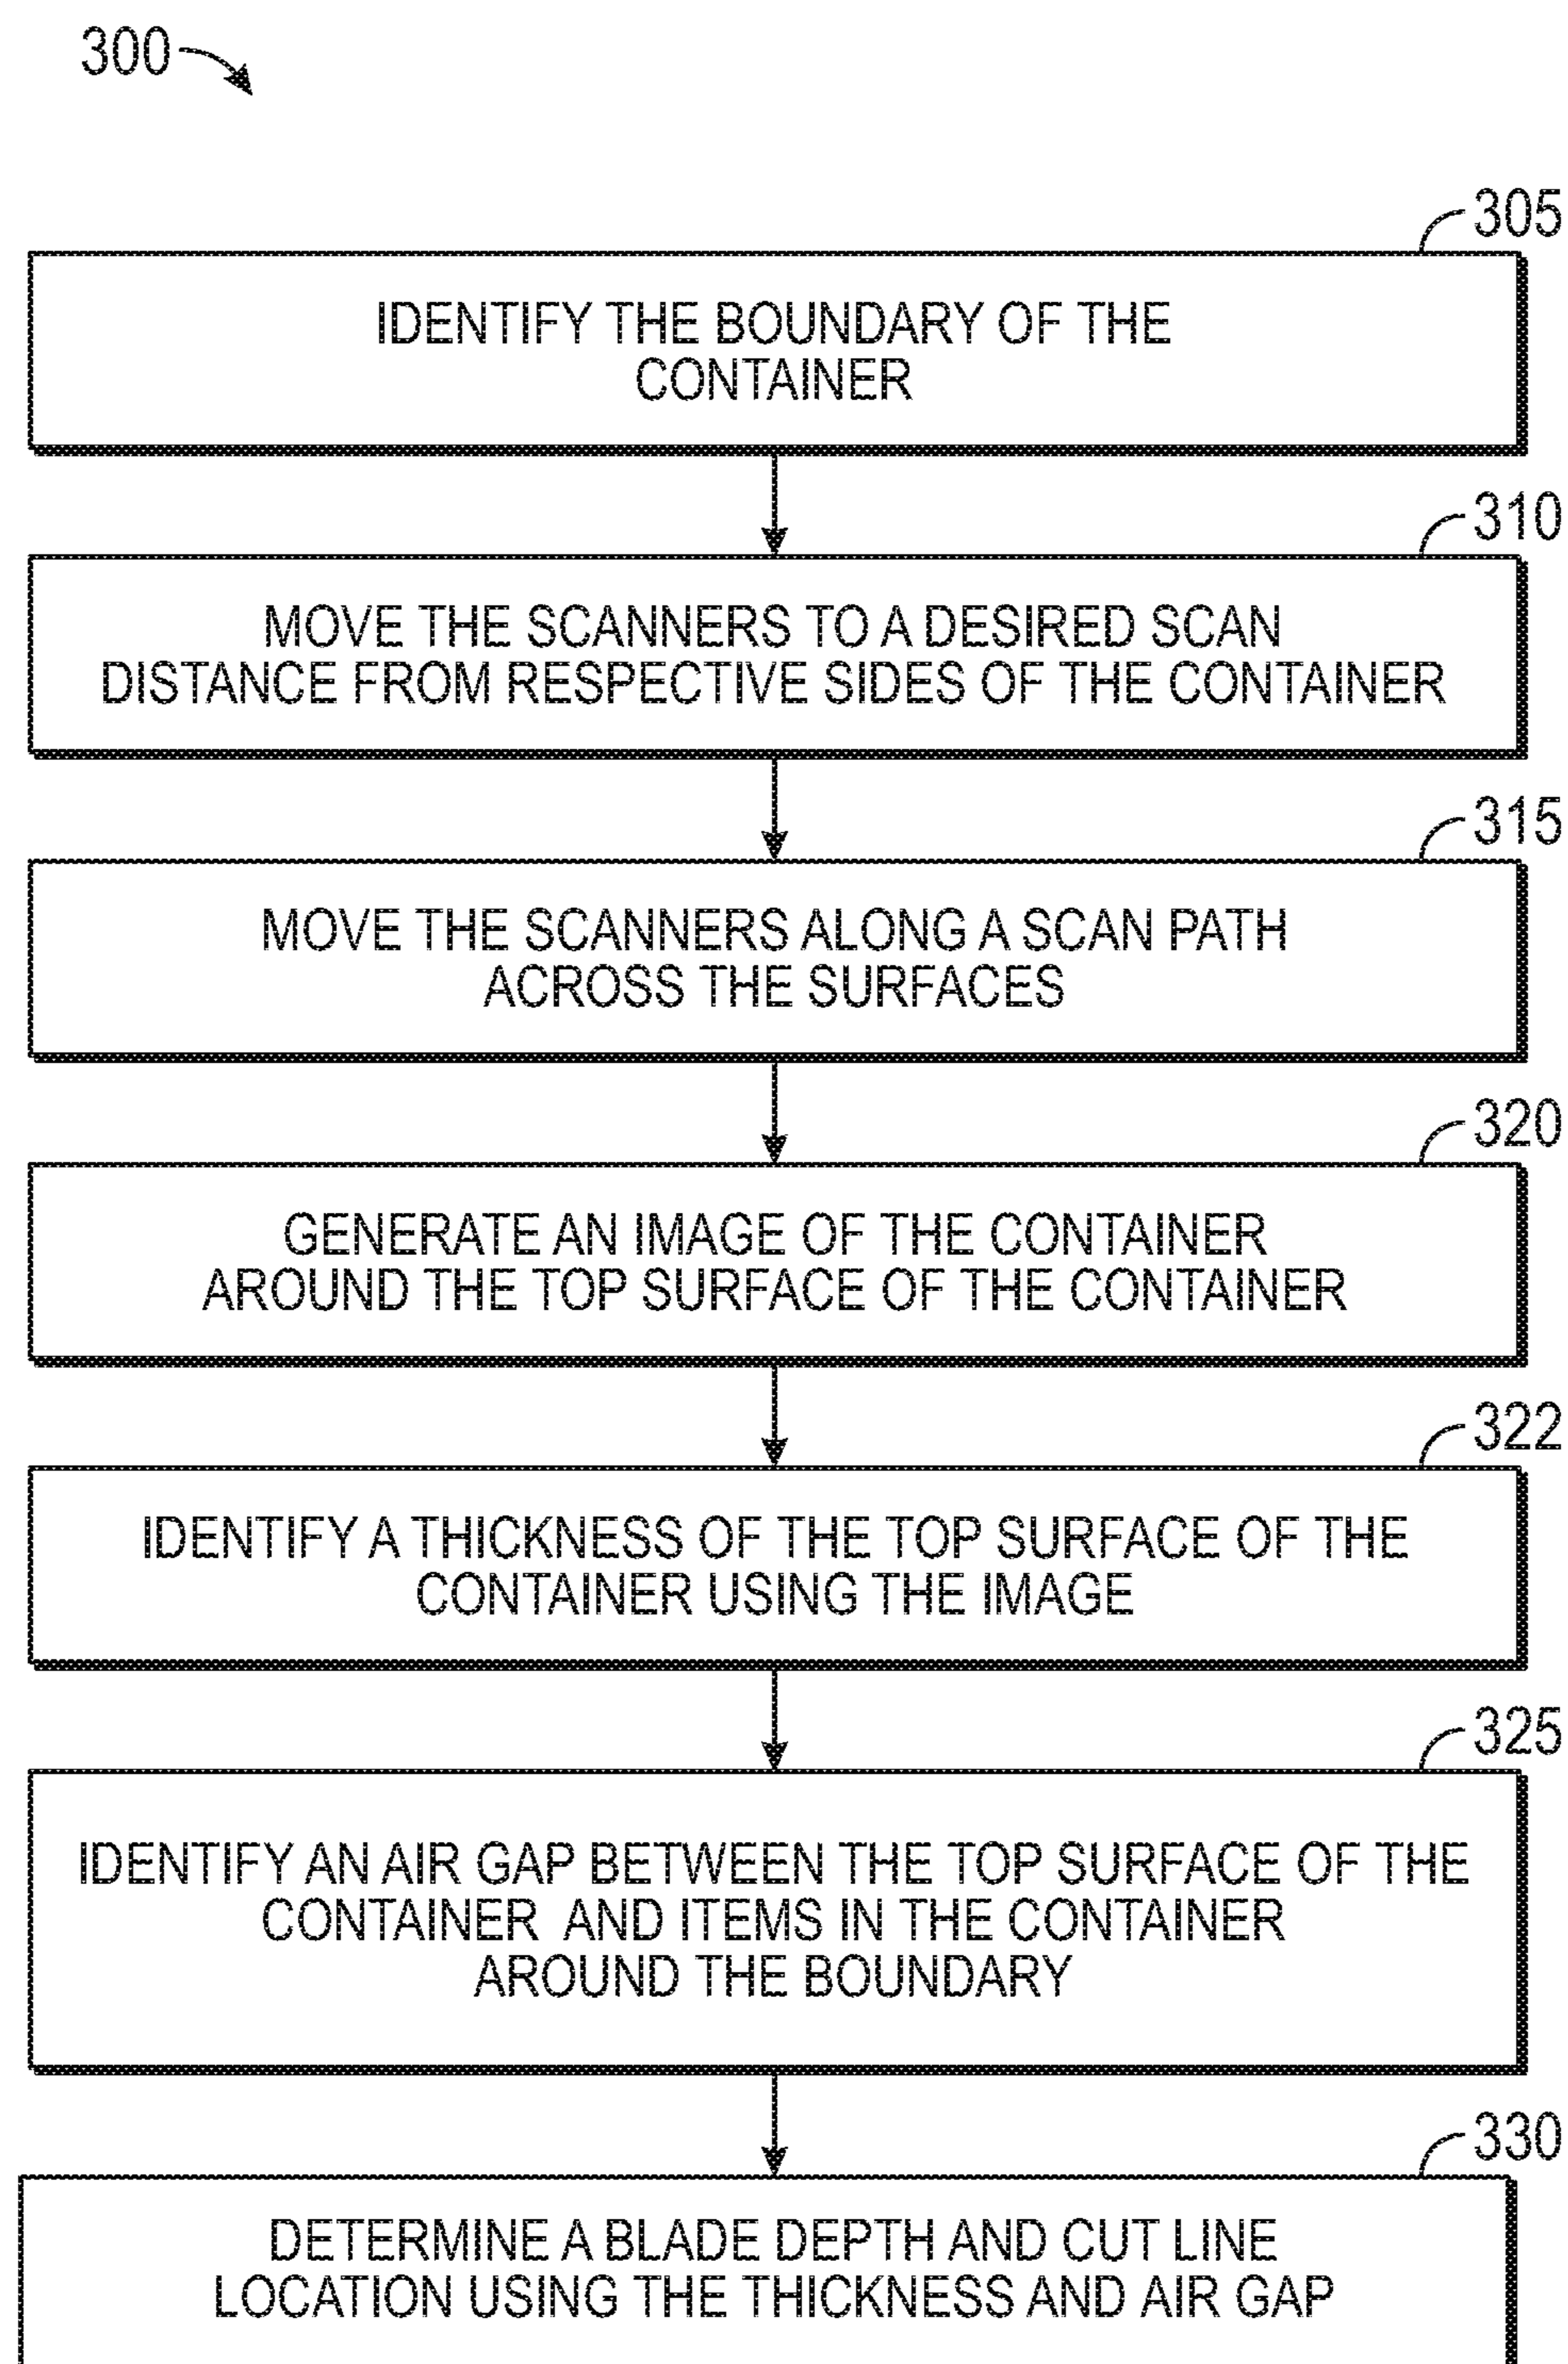 300
305
IDENTIFY THE BOUNDARY OF THE
CONTAINER
310
MOVE THE SCANNERS TO A DESIRED SCAN
DISTANCE FROM RESPECTIVE SIDES OF THE CONTAINER
315
MOVE THE SCANNERS ALONG A SCAN PATH
ACROSS THE SURFACES
320
GENERATE AN IMAGE OF THE CONTAINER
AROUND THE TOP SURFACE OF THE CONTAINER
322
IDENTIFY A THICKNESS OF THE TOP SURFACE OF THE
CONTAINER USING THE IMAGE
325
IDENTIFY AN AIR GAP BETWEEN THE TOP SURFACE OF THE
CONTAINER AND ITEMS IN THE CONTAINER
AROUND THE BOUNDARY
330
DETERMINE A BLADE DEPTH AND CUT LINE
LOCATION USING THE THICKNESS AND AIR GAP